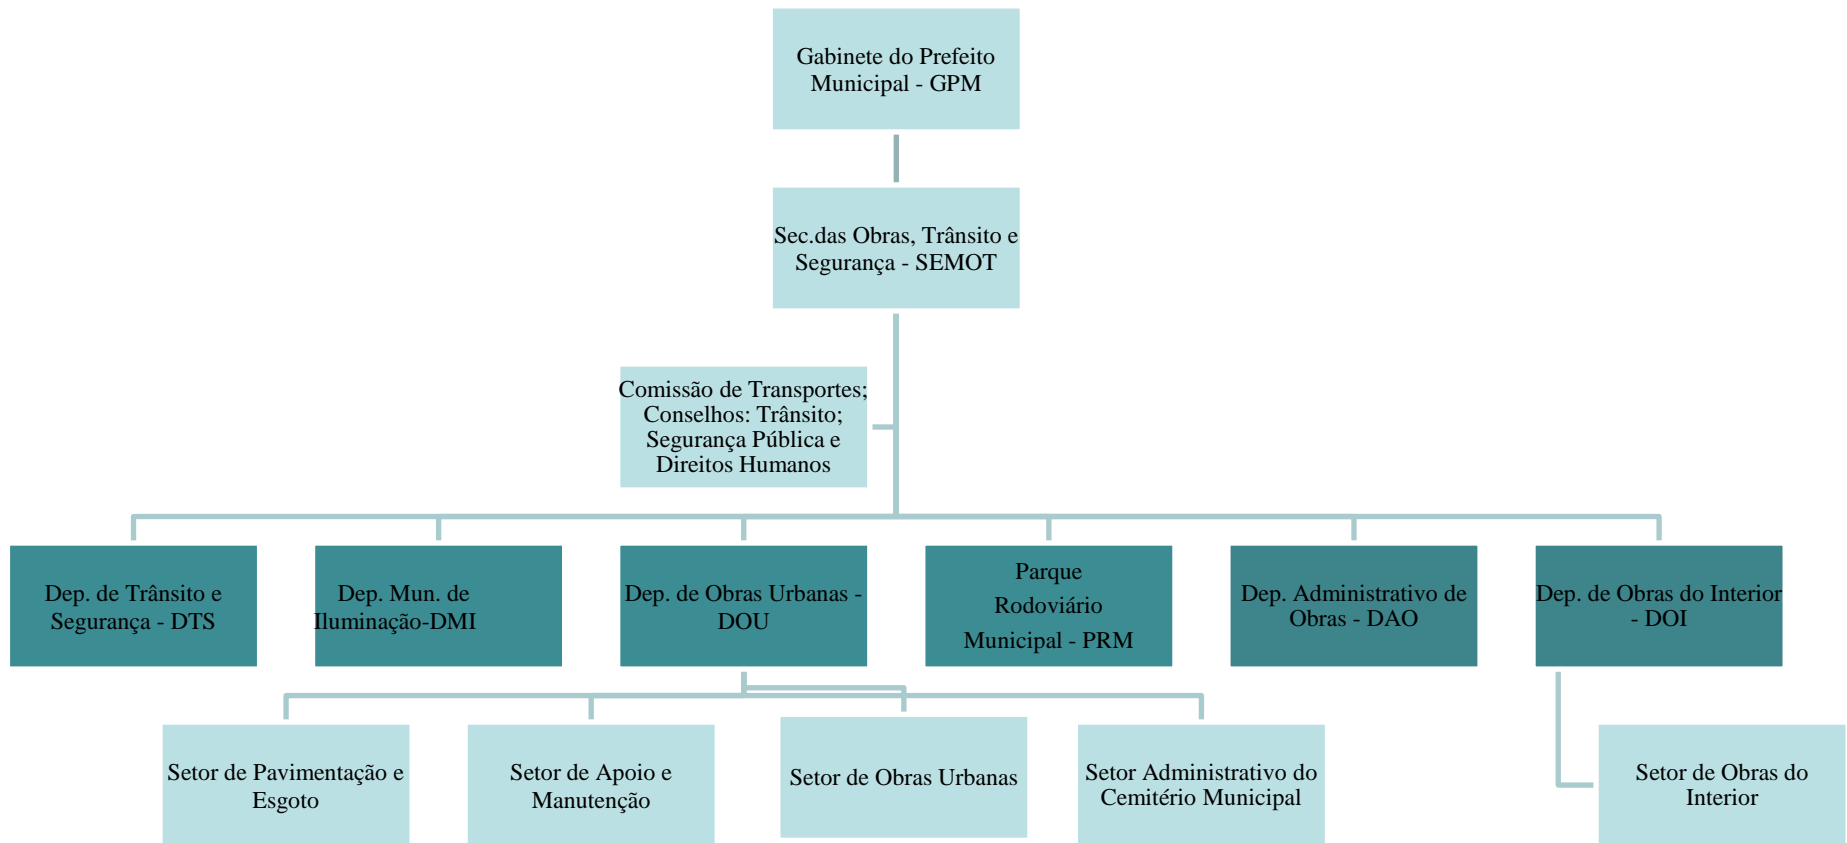 Gabinete do Prefeito
Municipal - GPM
Sec.das Obras, Trânsito e
Segurança - SEMOT
Comissão de Transportes;
Conselhos: Trânsito;
Segurança Pública e
Direitos Humanos
Dep. de Trânsito e
Segurança - DTS
Dep. Mun. de
Iluminação-DMI
Dep. de Obras Urbanas -
DOU
Parque
Rodoviário
Municipal - PRM
Dep. Administrativo de
Obras - DAO
Dep. de Obras do Interior
- DOI
Setor de Pavimentação e
Esgoto
Setor de Apoio e
Manutenção
Setor de Obras Urbanas
Setor Administrativo do
Cemitério Municipal
Setor de Obras do
Interior